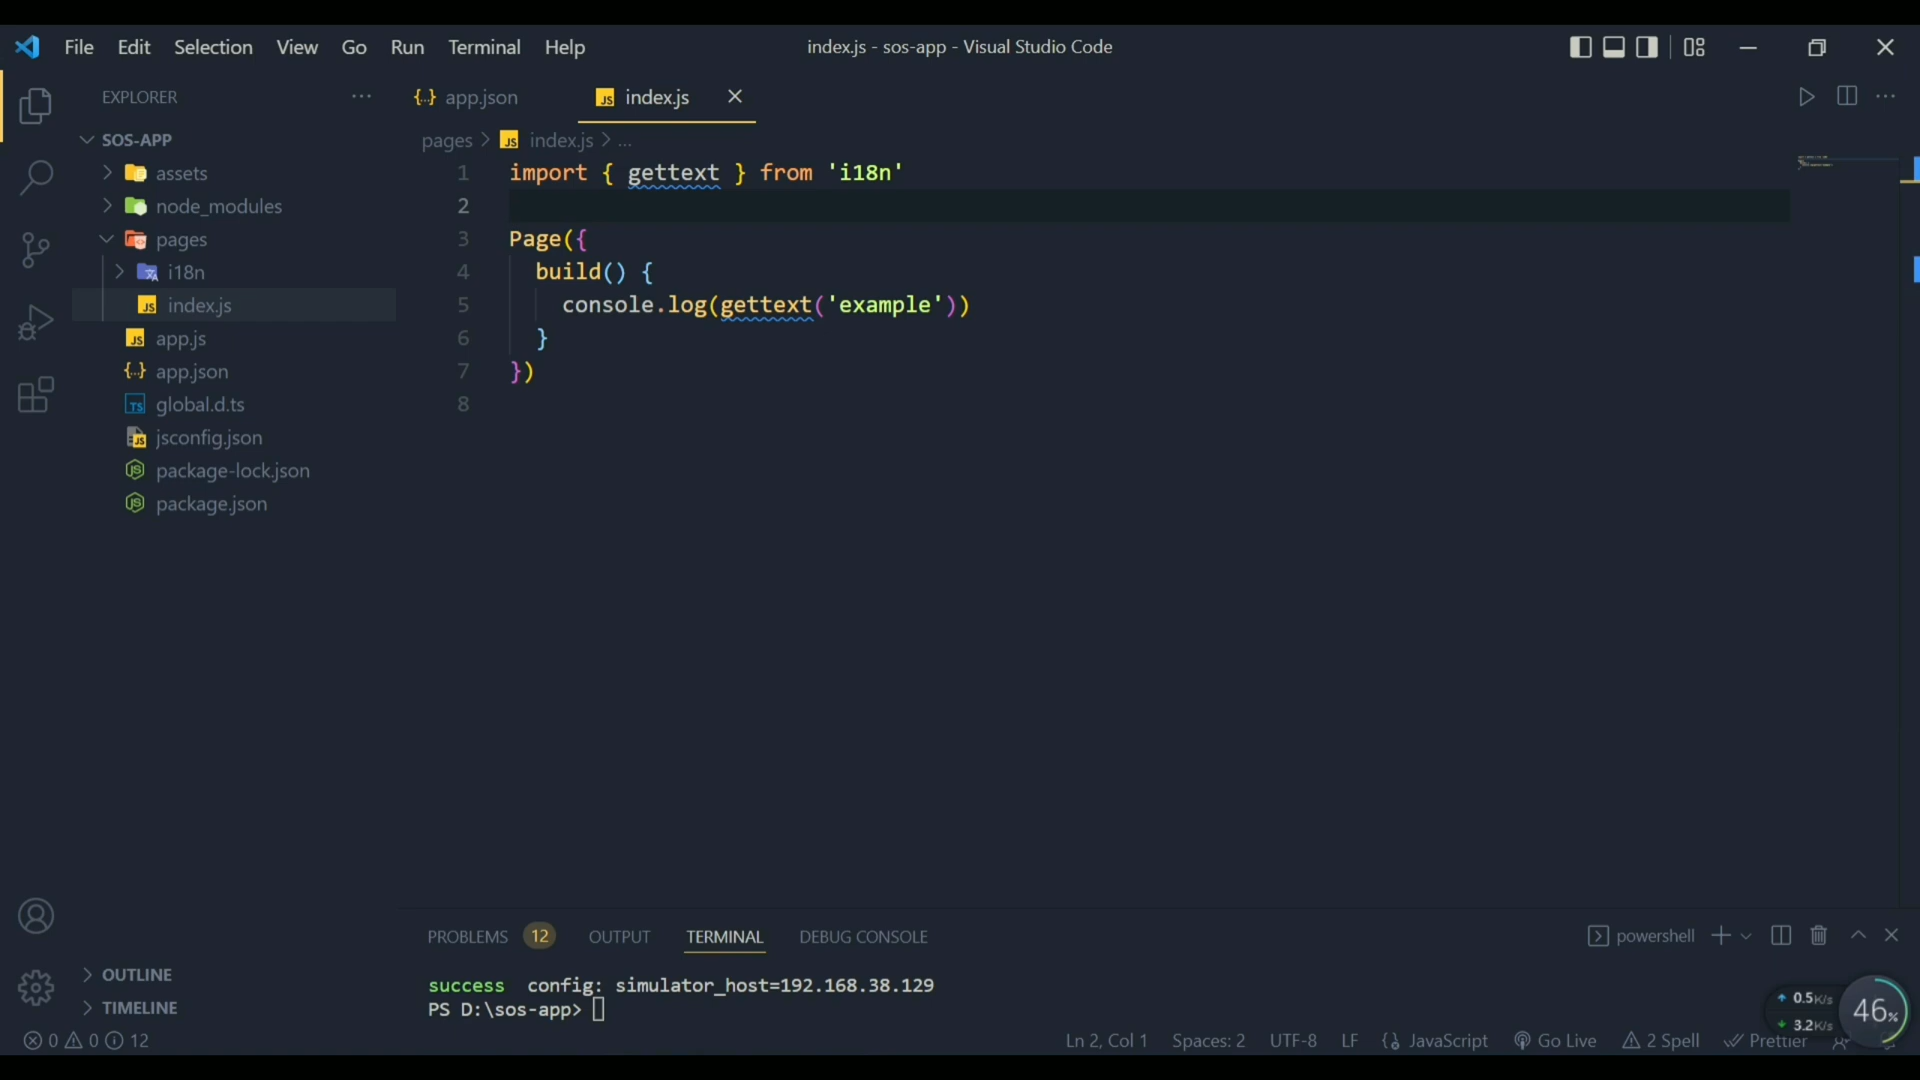 File Edit Selection View Go Run Terminal Help
index.js - sos-app - Visual Studio Code
EXPLORER
SOS-APP
assets
node_modules
pages
i18n
index.js
app.js
app.json
global.d.ts
jsconfig.json
package-lock.json
package.json
OUTLINE
TIMELINE
app.json
index.js
pages > index.js > ...
1 import { gettext } from 'i18n'
2
3 Page({
4 build() {
5 console.log(gettext('example'))
6 }
7 })
8
PROBLEMS 12 OUTPUT TERMINAL DEBUG CONSOLE
powershell
success config: simulator_host=192.168.38.129
PS D:\sos-app>
0.5K/s
3.2K/s
46%
0 0 12
Ln 2, Col 1 Spaces: 2 UTF-8 LF JavaScript Go Live 2 Spell Prettier